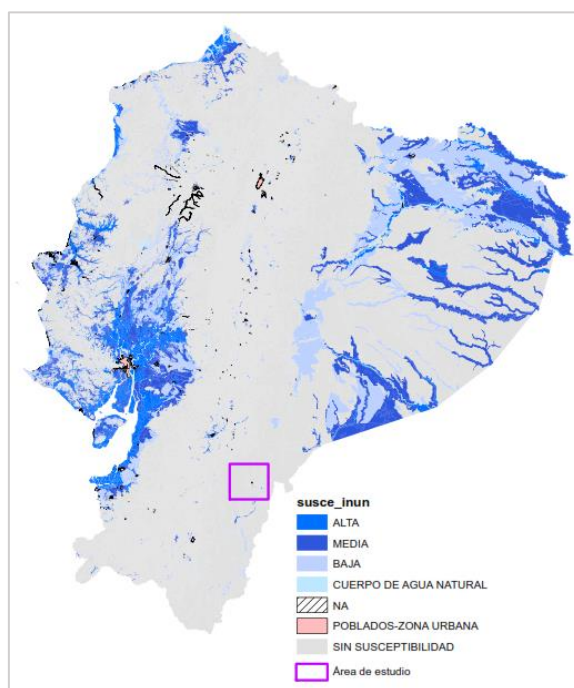 susce_inun
ALTA
MEDIA
BAJA
CUERPO DE AGUA NATURAL
NA
POBLADOS-ZONA URBANA
SIN SUSCEPTIBILIDAD
Área de estudio